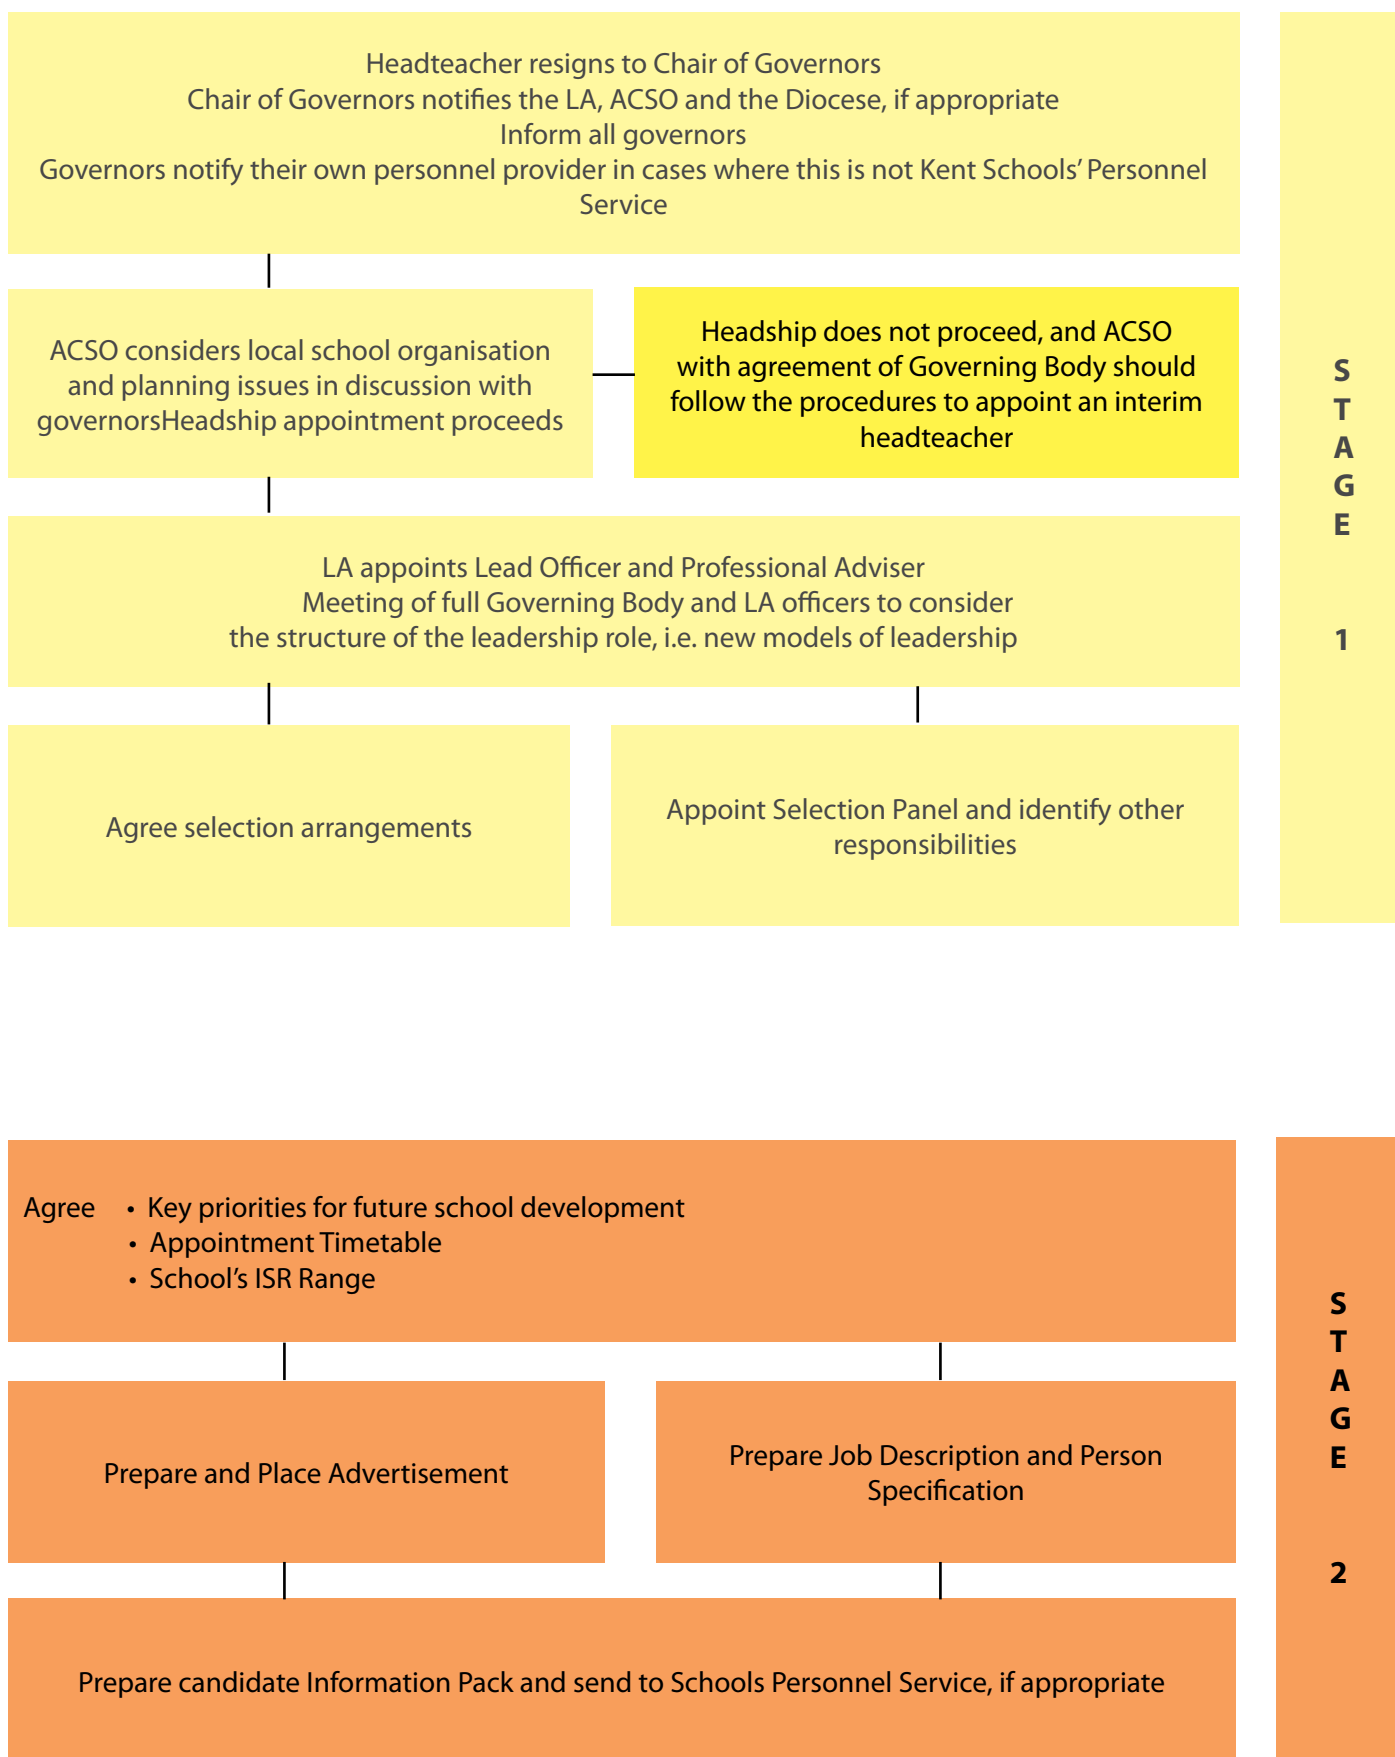 Headteacher resigns to Chair of Governors
Chair of Governors notifies the LA, ACSO and the Diocese, if appropriate
Inform all governors
Governors notify their own personnel provider in cases where this is not Kent Schools’ Personnel
Service
ACSO considers local school organisation
and planning issues in discussion with
governorsHeadship appointment proceeds
Headship does not proceed, and ACSO
with agreement of Governing Body should
follow the procedures to appoint an interim
headteacher
LA appoints Lead Officer and Professional Adviser
Meeting of full Governing Body and LA officers to consider
the structure of the leadership role, i.e. new models of leadership
Agree selection arrangements
Appoint Selection Panel and identify other
responsibilities
S
T
A
G
E
1
Agree • Key priorities for future school development
• Appointment Timetable
• School’s ISR Range
Prepare and Place Advertisement
Prepare Job Description and Person
Specification
Prepare candidate Information Pack and send to Schools Personnel Service, if appropriate
S
T
A
G
E
2